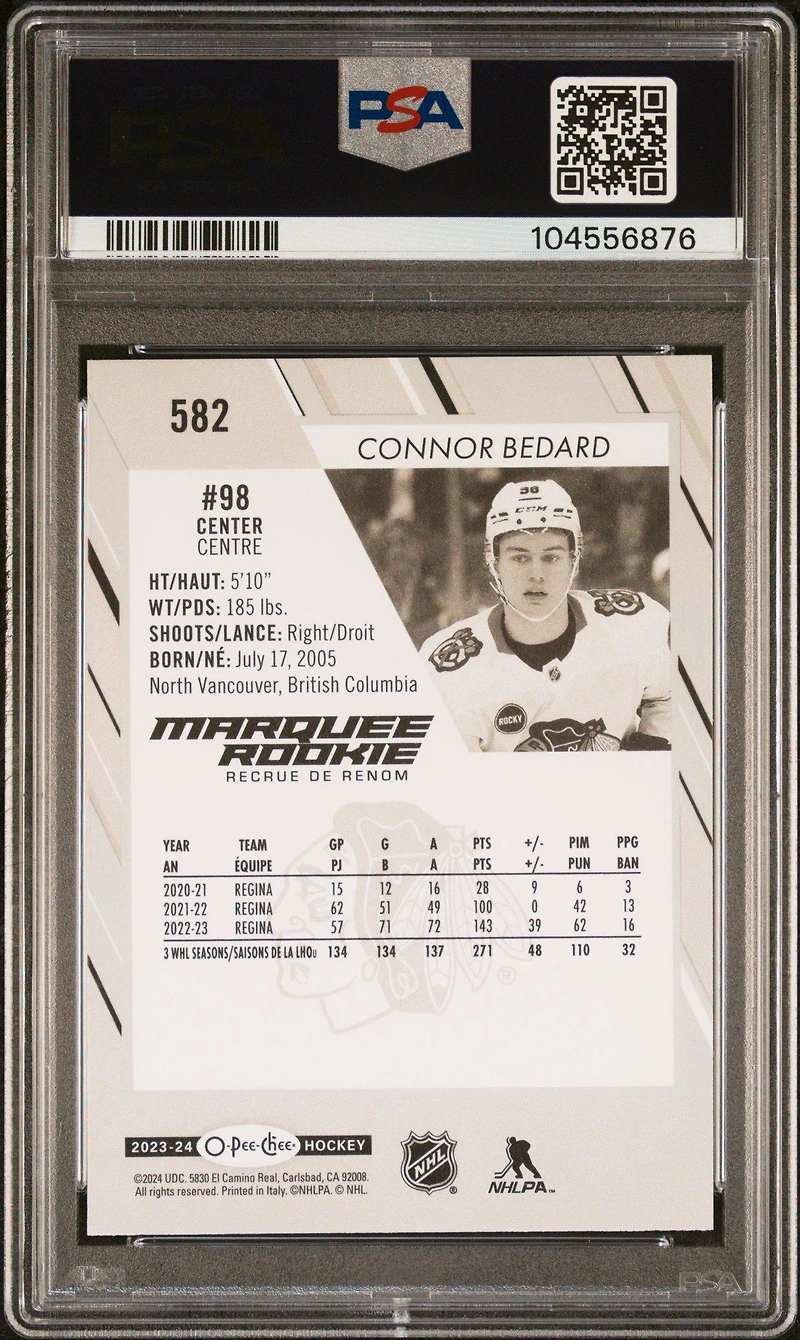 PSA
104556876
582
CONNOR BEDARD
#98
CENTER
CENTRE
HT/HAUT: 5'10"
WT/PDS: 185 lbs.
SHOOTS/LANCE: Right/Droit
BORN/NÉ: July 17, 2005
North Vancouver, British Columbia
98
CCM
ROCKY
MARQUEE
ROOKIE
RECRUE DE RENOM
YEAR TEAM GP G A PTS +/- PIM PPG
AN ÉQUIPE PJ B A PTS +/- PUN BAN
2020-21 REGINA 15 12 16 28 9 6 3
2021-22 REGINA 62 51 49 100 0 42 13
2022-23 REGINA 57 71 72 143 39 62 16
3 WHL SEASONS/SAISONS DE LA LHOu 134 134 137 271 48 110 32
®
2023-24 O-Pee-Chee® HOCKEY
NHL ®
NHLPA™
©2024 UDC. 5830 El Camino Real, Carlsbad, CA 92008.
All rights reserved. Printed in Italy. ©NHLPA. © NHL.
PSA